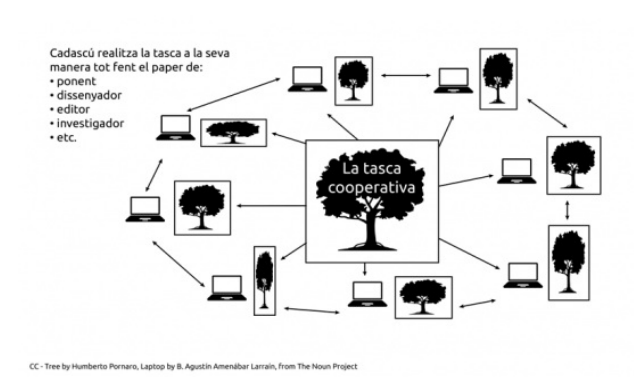 Cadascú realitza la tasca a la seva
manera tot fent el paper de:
• ponent
• dissenyador
• editor
• investigador
• etc.
La tasca
cooperativa
CC - Tree by Humberto Pornaro, Laptop by B. Agustín Amenábar Larraín, from The Noun Project